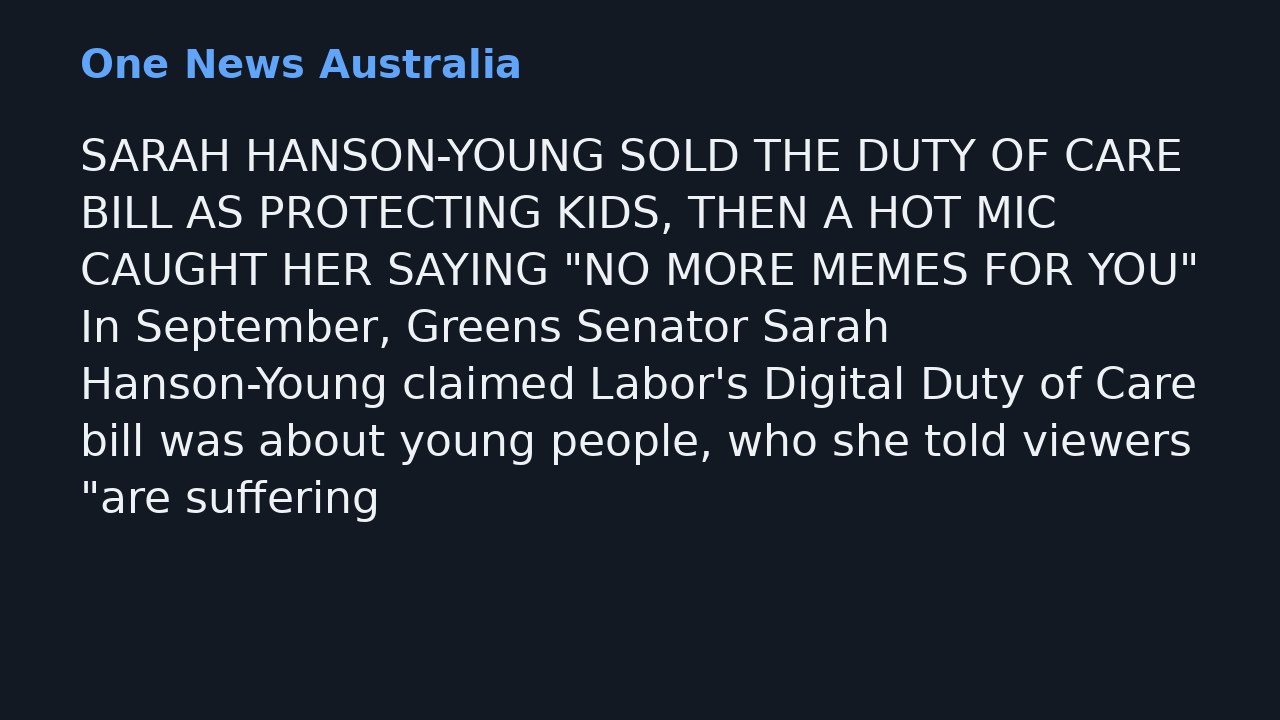 One News Australia
SARAH HANSON-YOUNG SOLD THE DUTY OF CARE
BILL AS PROTECTING KIDS, THEN A HOT MIC
CAUGHT HER SAYING "NO MORE MEMES FOR YOU"
In September, Greens Senator Sarah
Hanson-Young claimed Labor's Digital Duty of Care
bill was about young people, who she told viewers
"are suffering